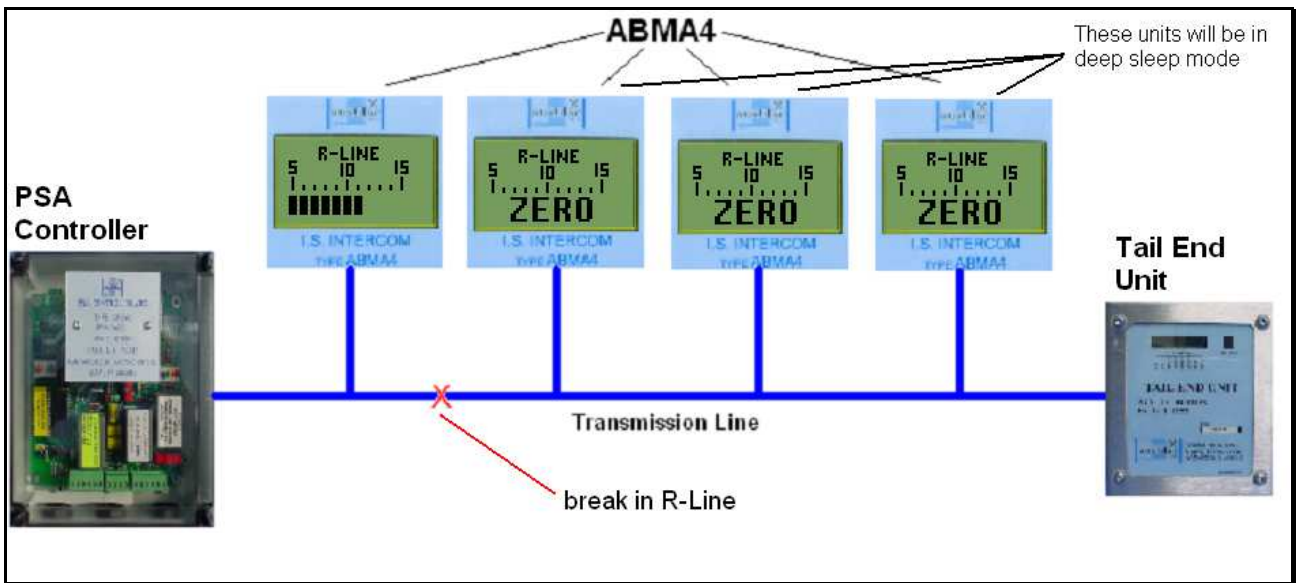 ABMA4
These units will be in
deep sleep mode
R-LINE
5 10 15
R-LINE
5 10 15
ZERO
R-LINE
5 10 15
ZERO
R-LINE
5 10 15
ZERO
I.S. INTERCOM
TYPE ABMA4
I.S. INTERCOM
TYPE ABMA4
I.S. INTERCOM
TYPE ABMA4
I.S. INTERCOM
TYPE ABMA4
PSA
Controller
Tail End
Unit
TAIL END UNIT
Transmission Line
break in R-Line
X